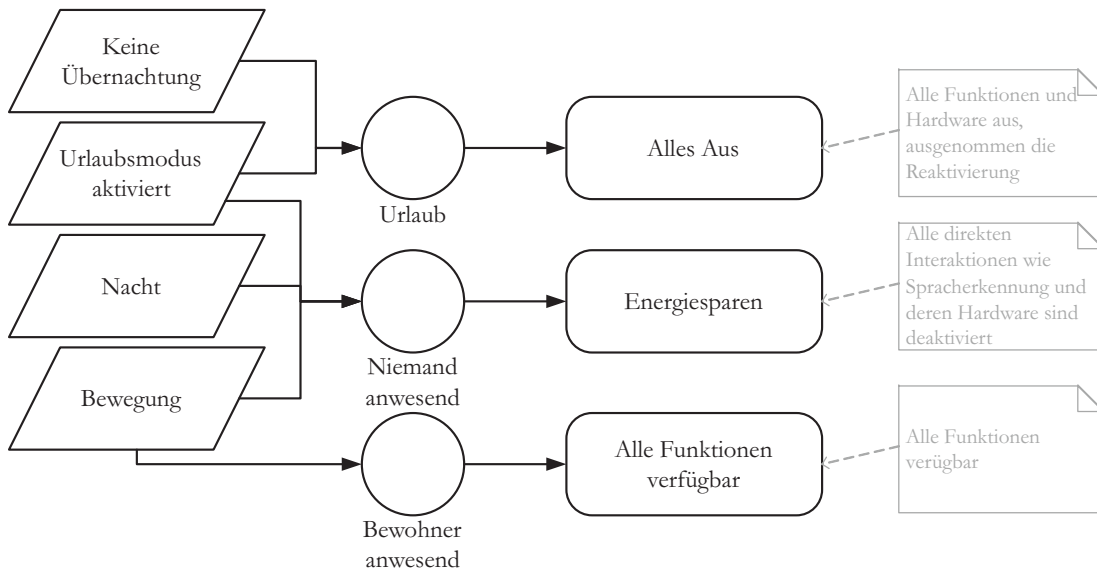 Keine
Übernachtung
Urlaubsmodus
aktiviert
Nacht
Bewegung
Urlaub
Niemand
anwesend
Bewohner
anwesend
Alles Aus
Energiesparen
Alle Funktionen
verfügbar
Alle Funktionen und
Hardware aus,
ausgenommen die
Reaktivierung
Alle direkten
Interaktionen wie
Spracherkennung und
deren Hardware sind
deaktiviert
Alle Funktionen
verügbar